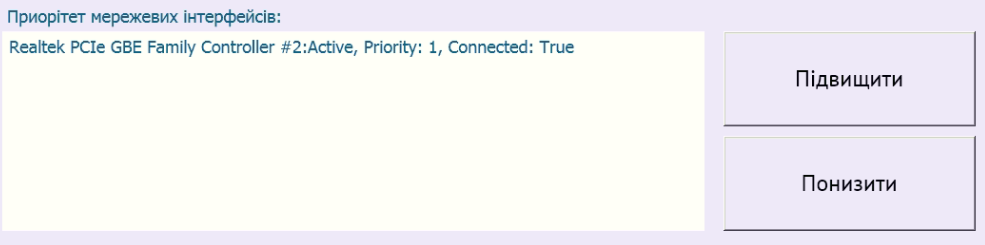 Приорітет мережевих інтерфейсів:
Realtek PCIe GBE Family Controller #2:Active, Priority: 1, Connected: True
Підвищити
Понизити